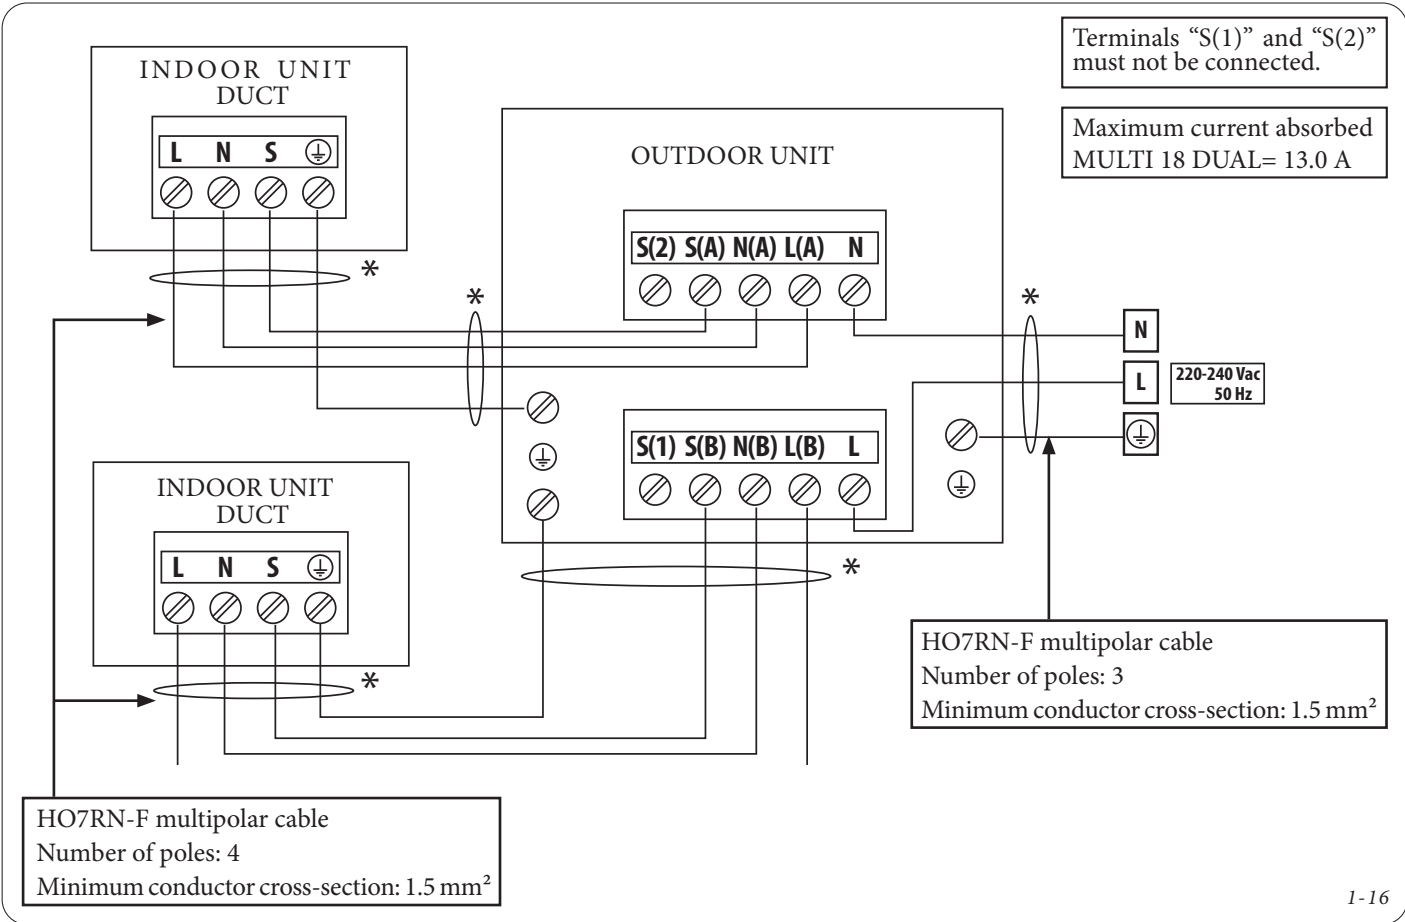 Terminals “S(1)” and “S(2)”
must not be connected.
INDOOR UNIT
DUCT
L N S
Maximum current absorbed
MULTI 18 DUAL= 13.0 A
OUTDOOR UNIT
S(2) S(A) N(A) L(A) N
*
*
*
N
L
220-240 Vac
50 Hz
S(1) S(B) N(B) L(B) L
INDOOR UNIT
DUCT
L N S
*
*
HO7RN-F multipolar cable
Number of poles: 3
Minimum conductor cross-section: 1.5 mm²
HO7RN-F multipolar cable
Number of poles: 4
Minimum conductor cross-section: 1.5 mm²
1-16